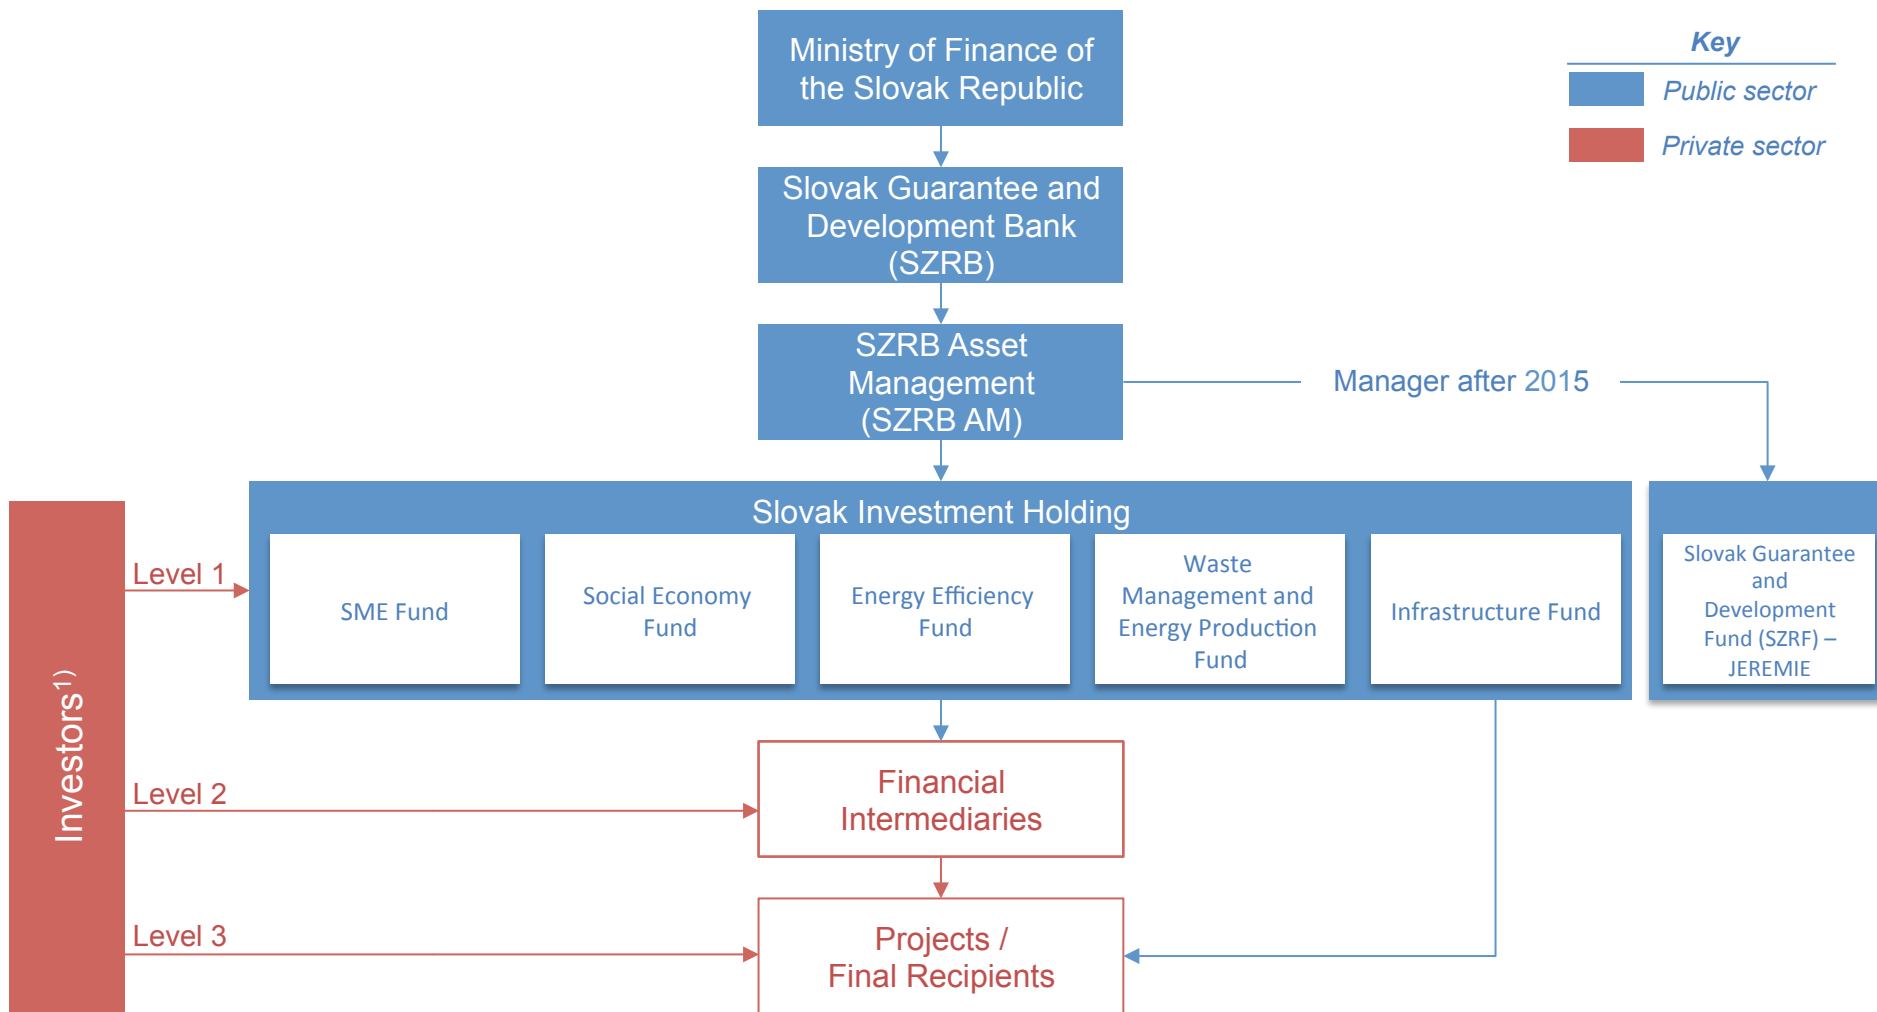 Ministry of Finance of
the Slovak Republic
Key
Public sector
Private sector
Slovak Guarantee and
Development Bank
(SZRB)
SZRB Asset
Management
(SZRB AM)
Manager after 2015
Slovak Investment Holding
SME Fund
Social Economy
Fund
Energy Efficiency
Fund
Waste
Management and
Energy Production
Fund
Infrastructure Fund
Slovak Guarantee
and
Development
Fund (SZRF) –
JEREMIE
Investors¹⁾
Level 1
Level 2
Level 3
Financial
Intermediaries
Projects /
Final Recipients